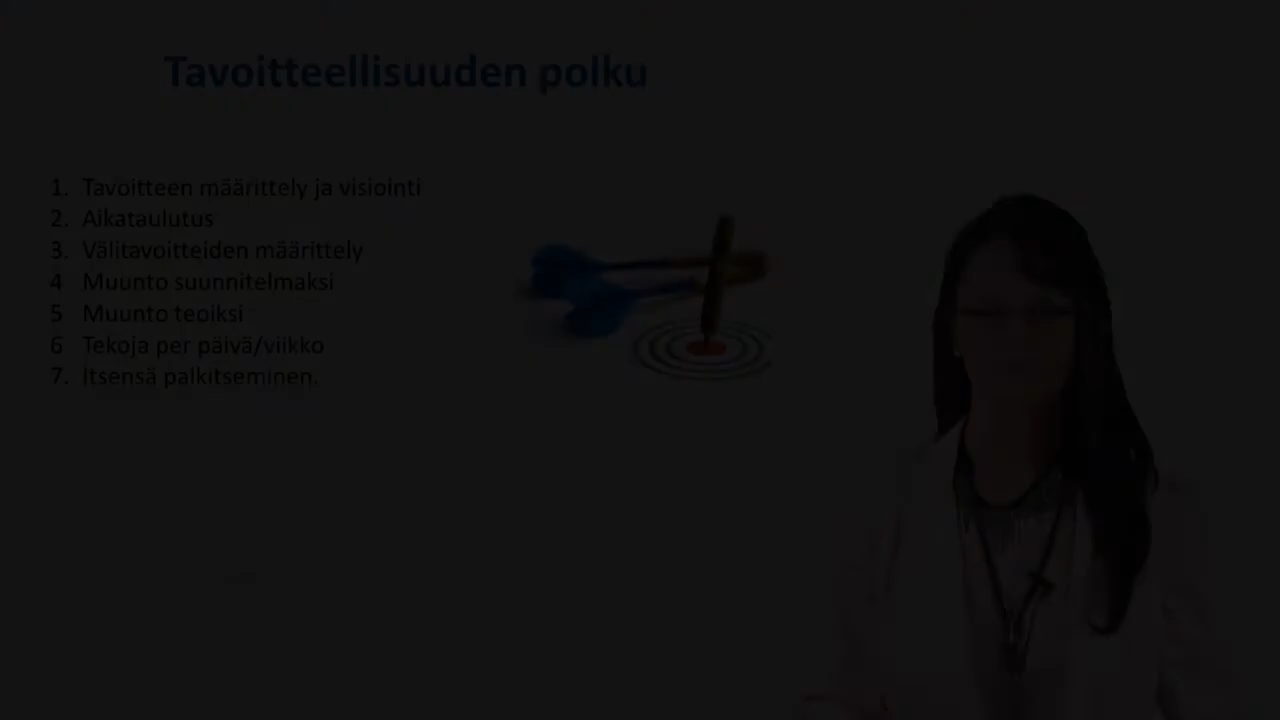 Tavoitteellisuuden polku
1. Tavoitteen määrittely ja visiointi
2. Aikataulutus
3. Välitavoitteiden määrittely
4 Muunto suunnitelmaksi
5 Muunto teoiksi
6 Tekoja per päivä/viikko
7. Itsensä palkitseminen.